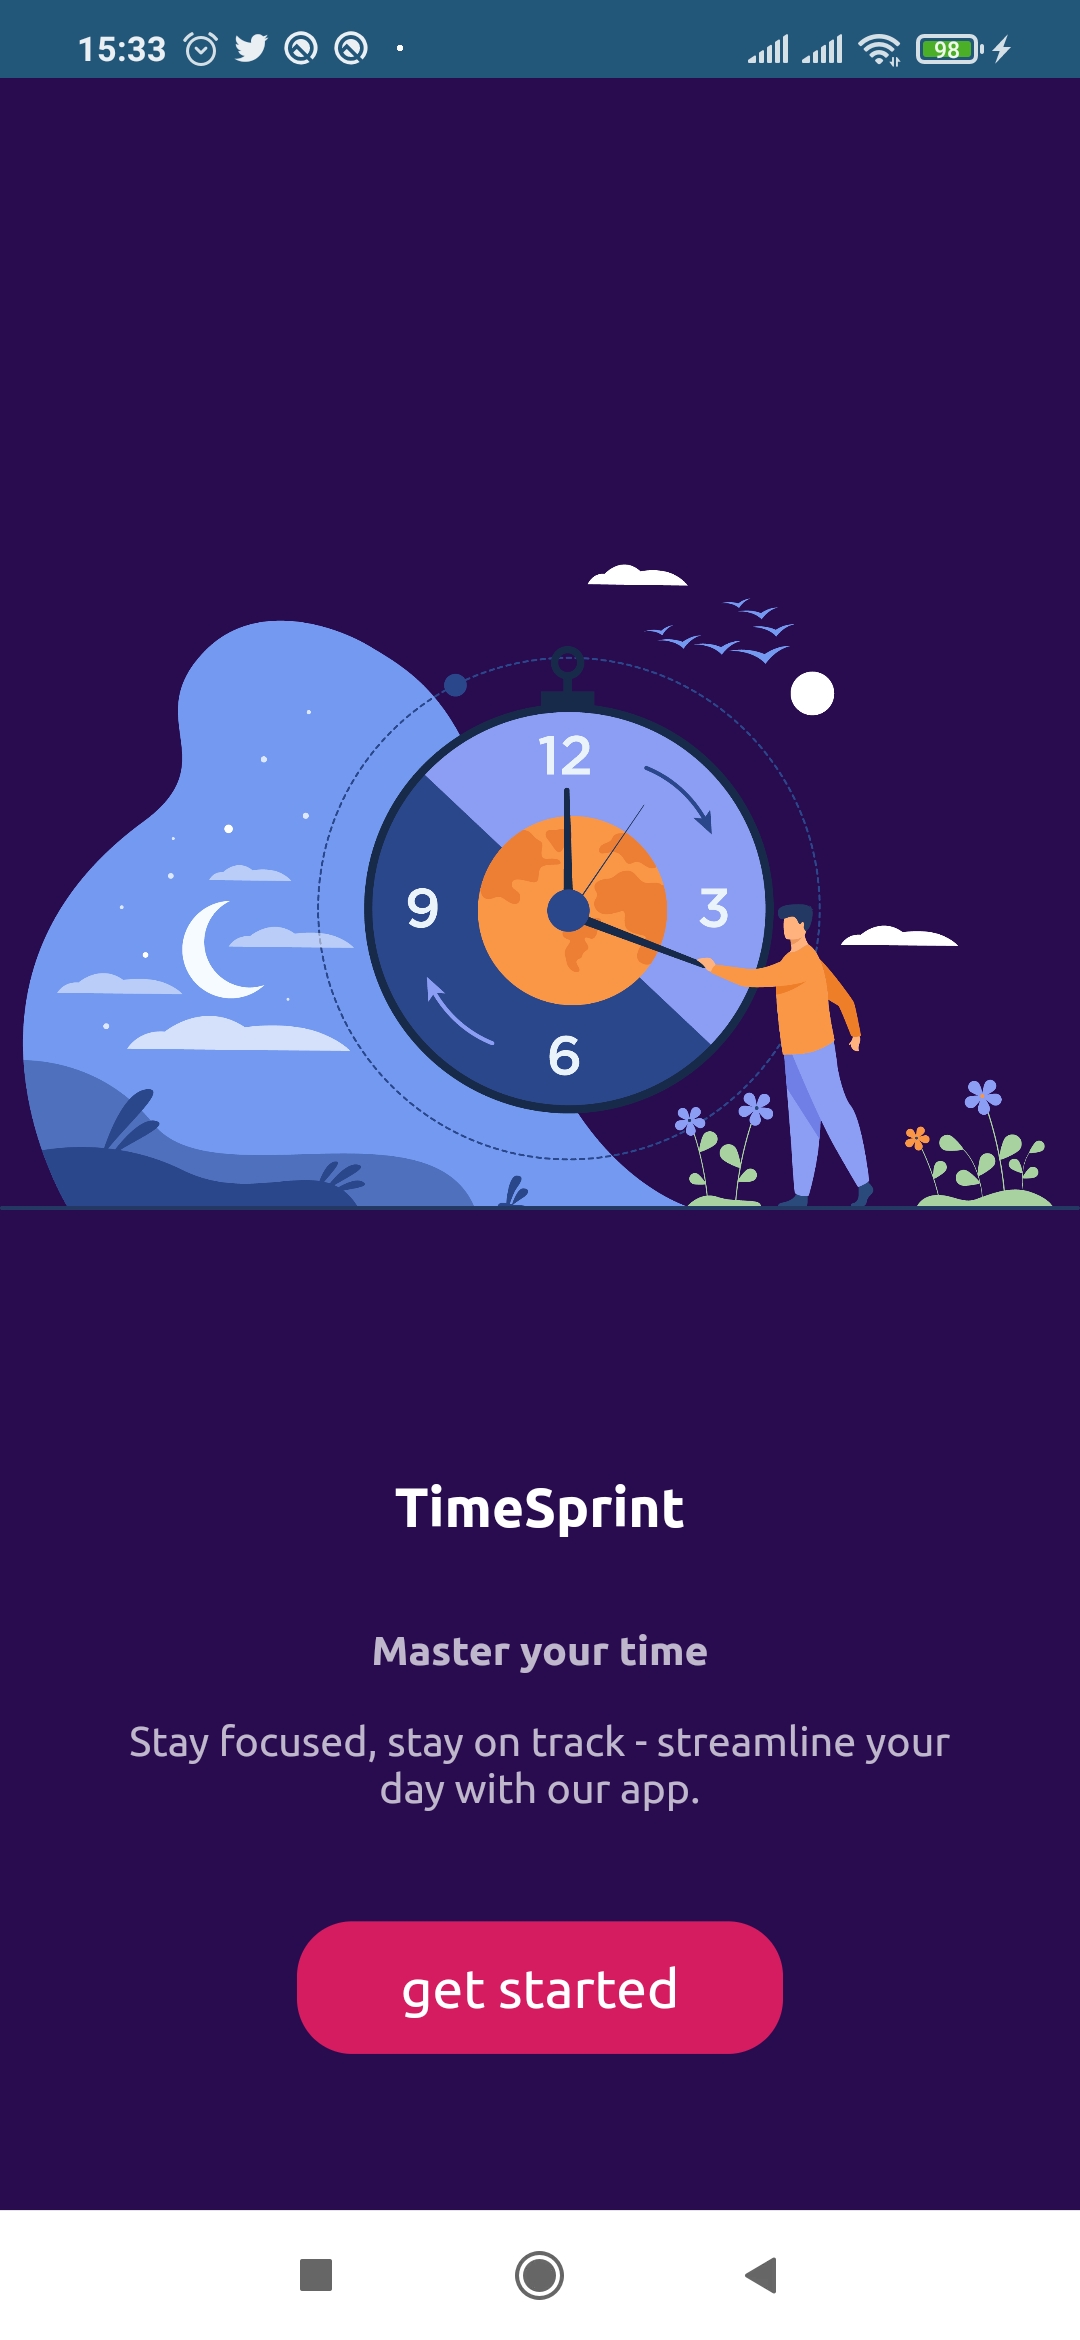 15:33
98
12
9
3
6
TimeSprint
Master your time
Stay focused, stay on track - streamline your
day with our app.
get started